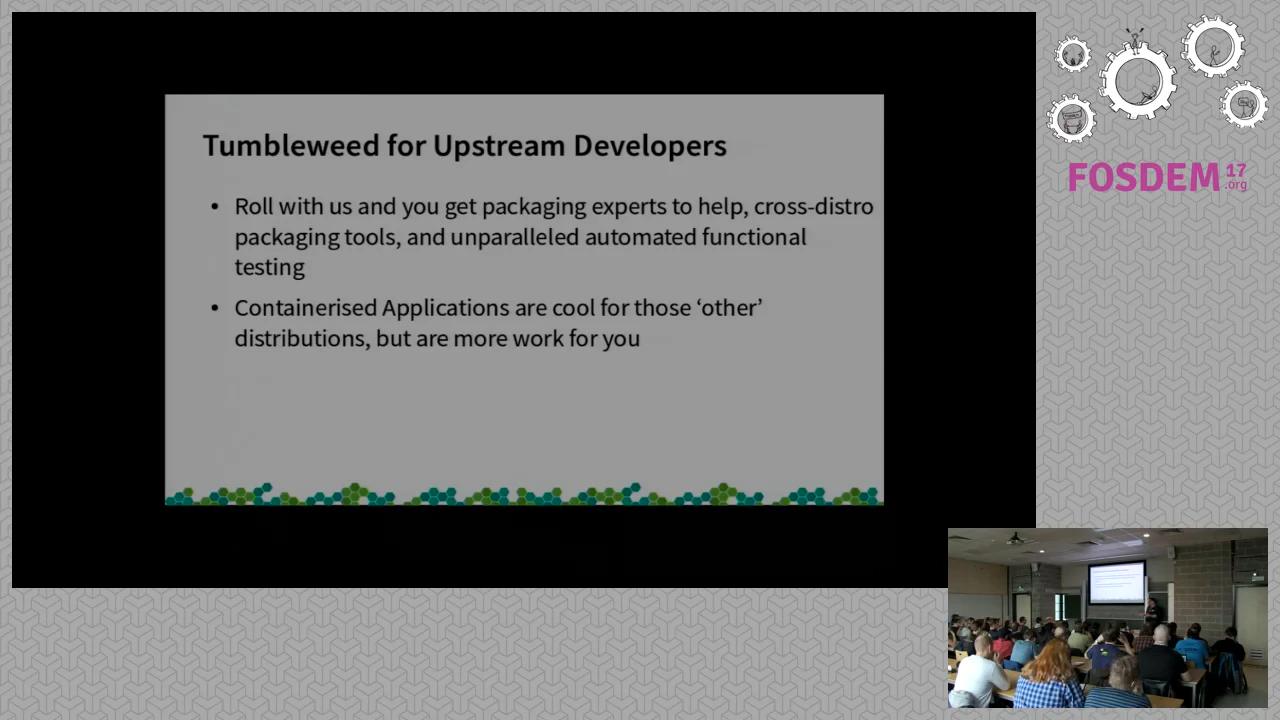 Tumbleweed for Upstream Developers
• Roll with us and you get packaging experts to help, cross-distro
packaging tools, and unparalleled automated functional
testing
• Containerised Applications are cool for those ‘other’
distributions, but are more work for you
FOSDEM 17
.org